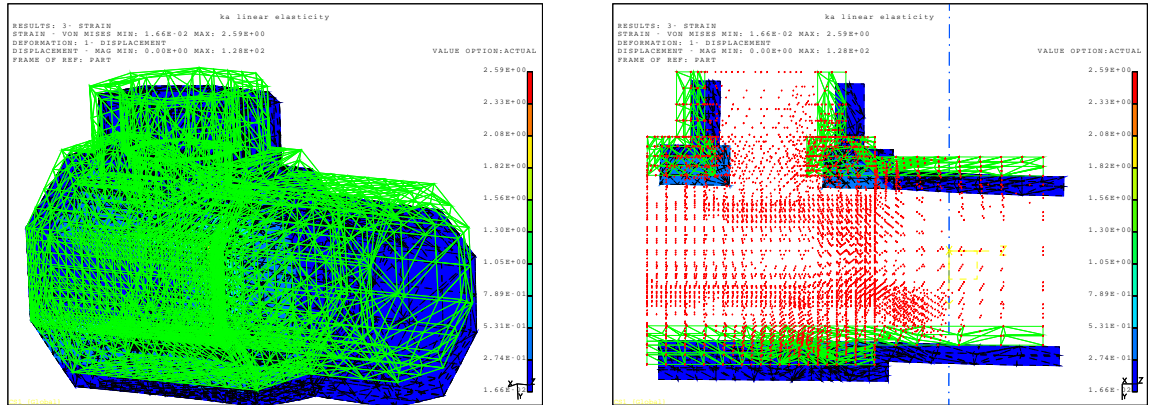 ka linear elasticity
RESULTS: 3- STRAIN
STRAIN - VON MISES MIN: 1.66E-02 MAX: 2.59E+00
DEFORMATION: 1- DISPLACEMENT
DISPLACEMENT - MAG MIN: 0.00E+00 MAX: 1.28E+02
FRAME OF REF: PART
VALUE OPTION:ACTUAL
2.59E+00
2.33E+00
2.08E+00
1.82E+00
1.56E+00
1.30E+00
1.05E+00
7.89E-01
5.31E-01
2.74E-01
1.66E-02
X Z
Y
ka linear elasticity
RESULTS: 3- STRAIN
STRAIN - VON MISES MIN: 1.66E-02 MAX: 2.59E+00
DEFORMATION: 1- DISPLACEMENT
DISPLACEMENT - MAG MIN: 0.00E+00 MAX: 1.28E+02
FRAME OF REF: PART
VALUE OPTION:ACTUAL
2.59E+00
2.33E+00
2.08E+00
1.82E+00
1.56E+00
1.30E+00
1.05E+00
7.89E-01
5.31E-01
2.74E-01
1.66E-02
X Z
Y